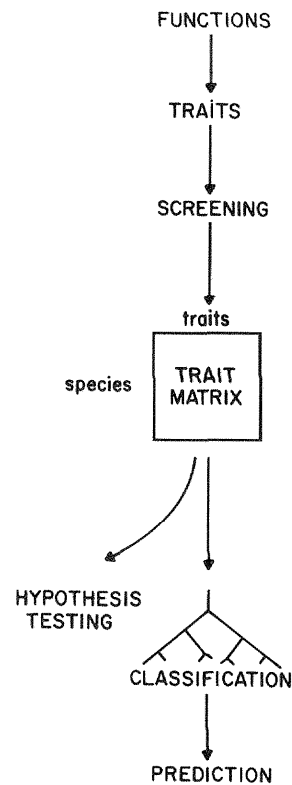 FUNCTIONS
TRAITS
SCREENING
traits
species
TRAIT
MATRIX
HYPOTHESIS
TESTING
CLASSIFICATION
PREDICTION